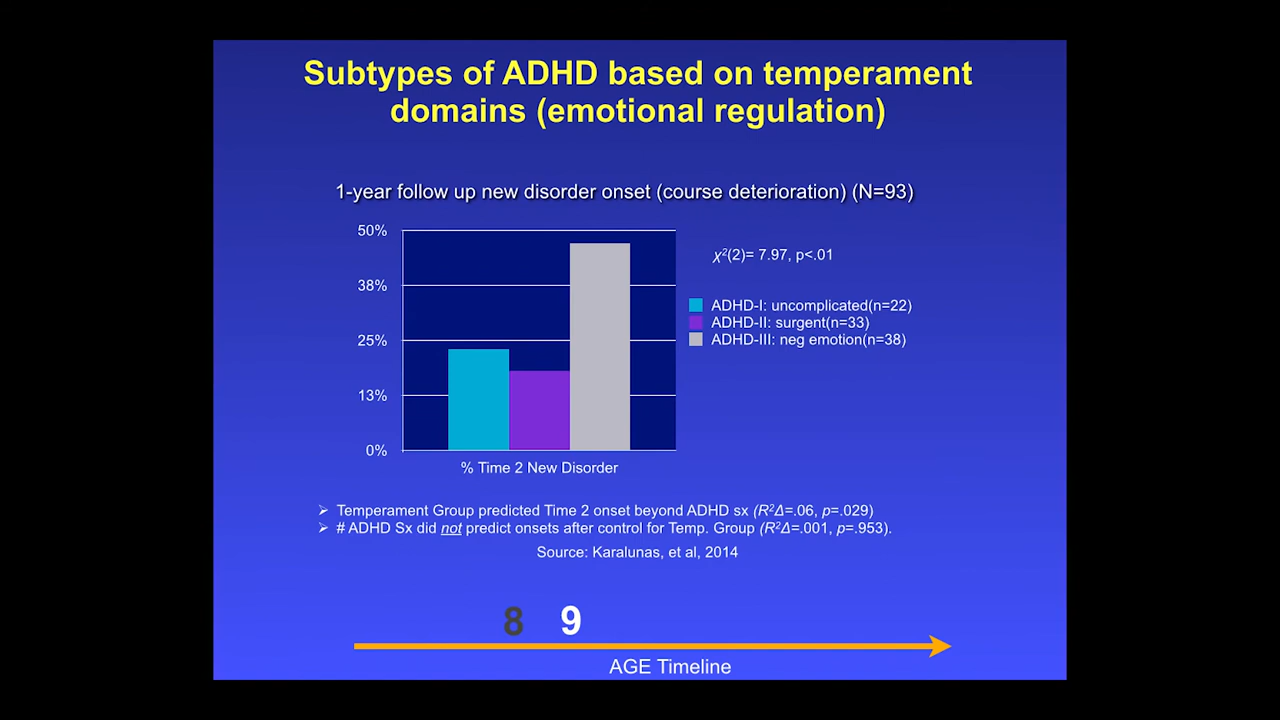 Subtypes of ADHD based on temperament
domains (emotional regulation)
1-year follow up new disorder onset (course deterioration) (N=93)
50%
38%
25%
13%
0%
% Time 2 New Disorder
χ²(2)= 7.97, p<.01
ADHD-I: uncomplicated(n=22)
ADHD-II: surgent(n=33)
ADHD-III: neg emotion(n=38)
➢ Temperament Group predicted Time 2 onset beyond ADHD sx (R²Δ=.06, p=.029)
➢ # ADHD Sx did not predict onsets after control for Temp. Group (R²Δ=.001, p=.953).
Source: Karalunas, et al, 2014
8 9
AGE Timeline